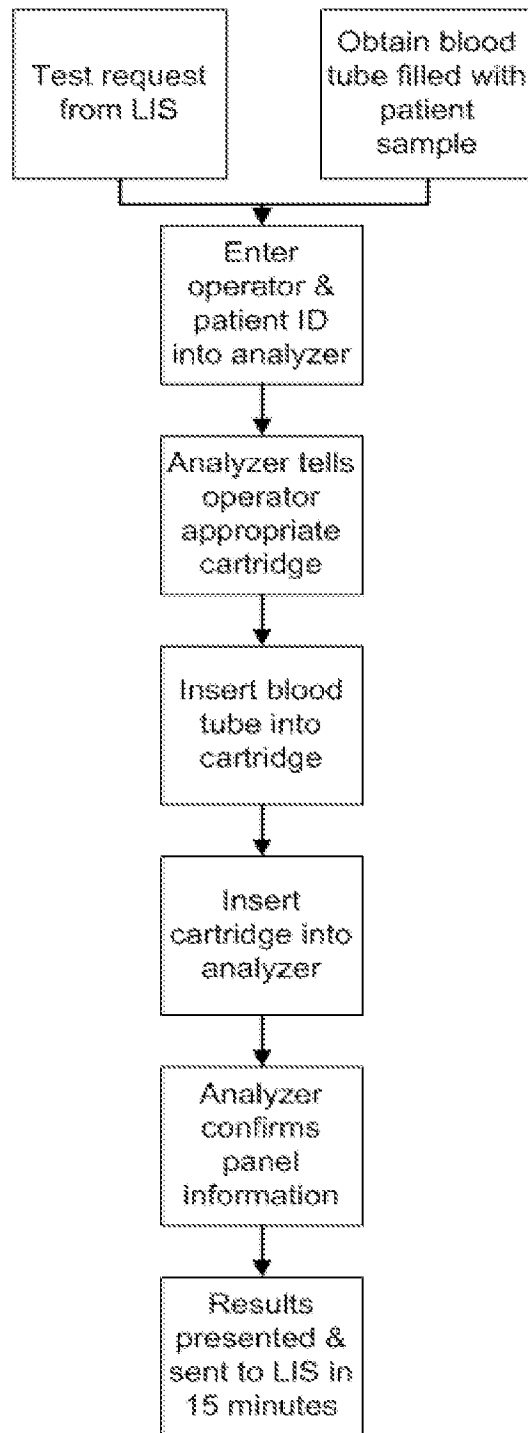 Test request
from LIS
Obtain blood
tube filled with
patient
sample
Enter
operator &
patient ID
into analyzer
Analyzer tells
operator
appropriate
cartridge
Insert blood
tube into
cartridge
Insert
cartridge into
analyzer
Analyzer
confirms
panel
information
Results
presented &
sent to LIS in
15 minutes